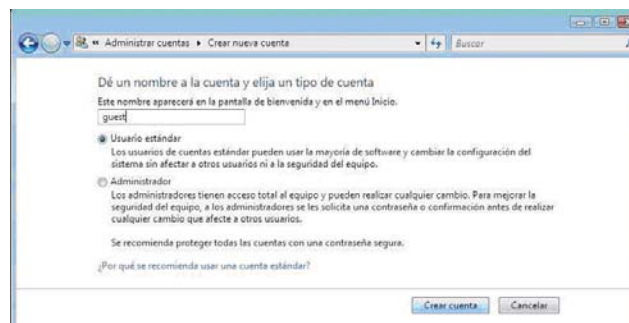 « Administrar cuentas ▸ Crear nueva cuenta
Buscar
Dé un nombre a la cuenta y elija un tipo de cuenta
Este nombre aparecerá en la pantalla de bienvenida y en el menú Inicio.
guest
Usuario estándar
Los usuarios de cuentas estándar pueden usar la mayoría de software y cambiar la configuración del
sistema sin afectar a otros usuarios ni a la seguridad del equipo.
Administrador
Los administradores tienen acceso total al equipo y pueden realizar cualquier cambio. Para mejorar la
seguridad del equipo, a los administradores se les solicita una contraseña o confirmación antes de realizar
cualquier cambio que afecte a otros usuarios.
Se recomienda proteger todas las cuentas con una contraseña segura.
¿Por qué se recomienda usar una cuenta estándar?
Crear cuenta
Cancelar